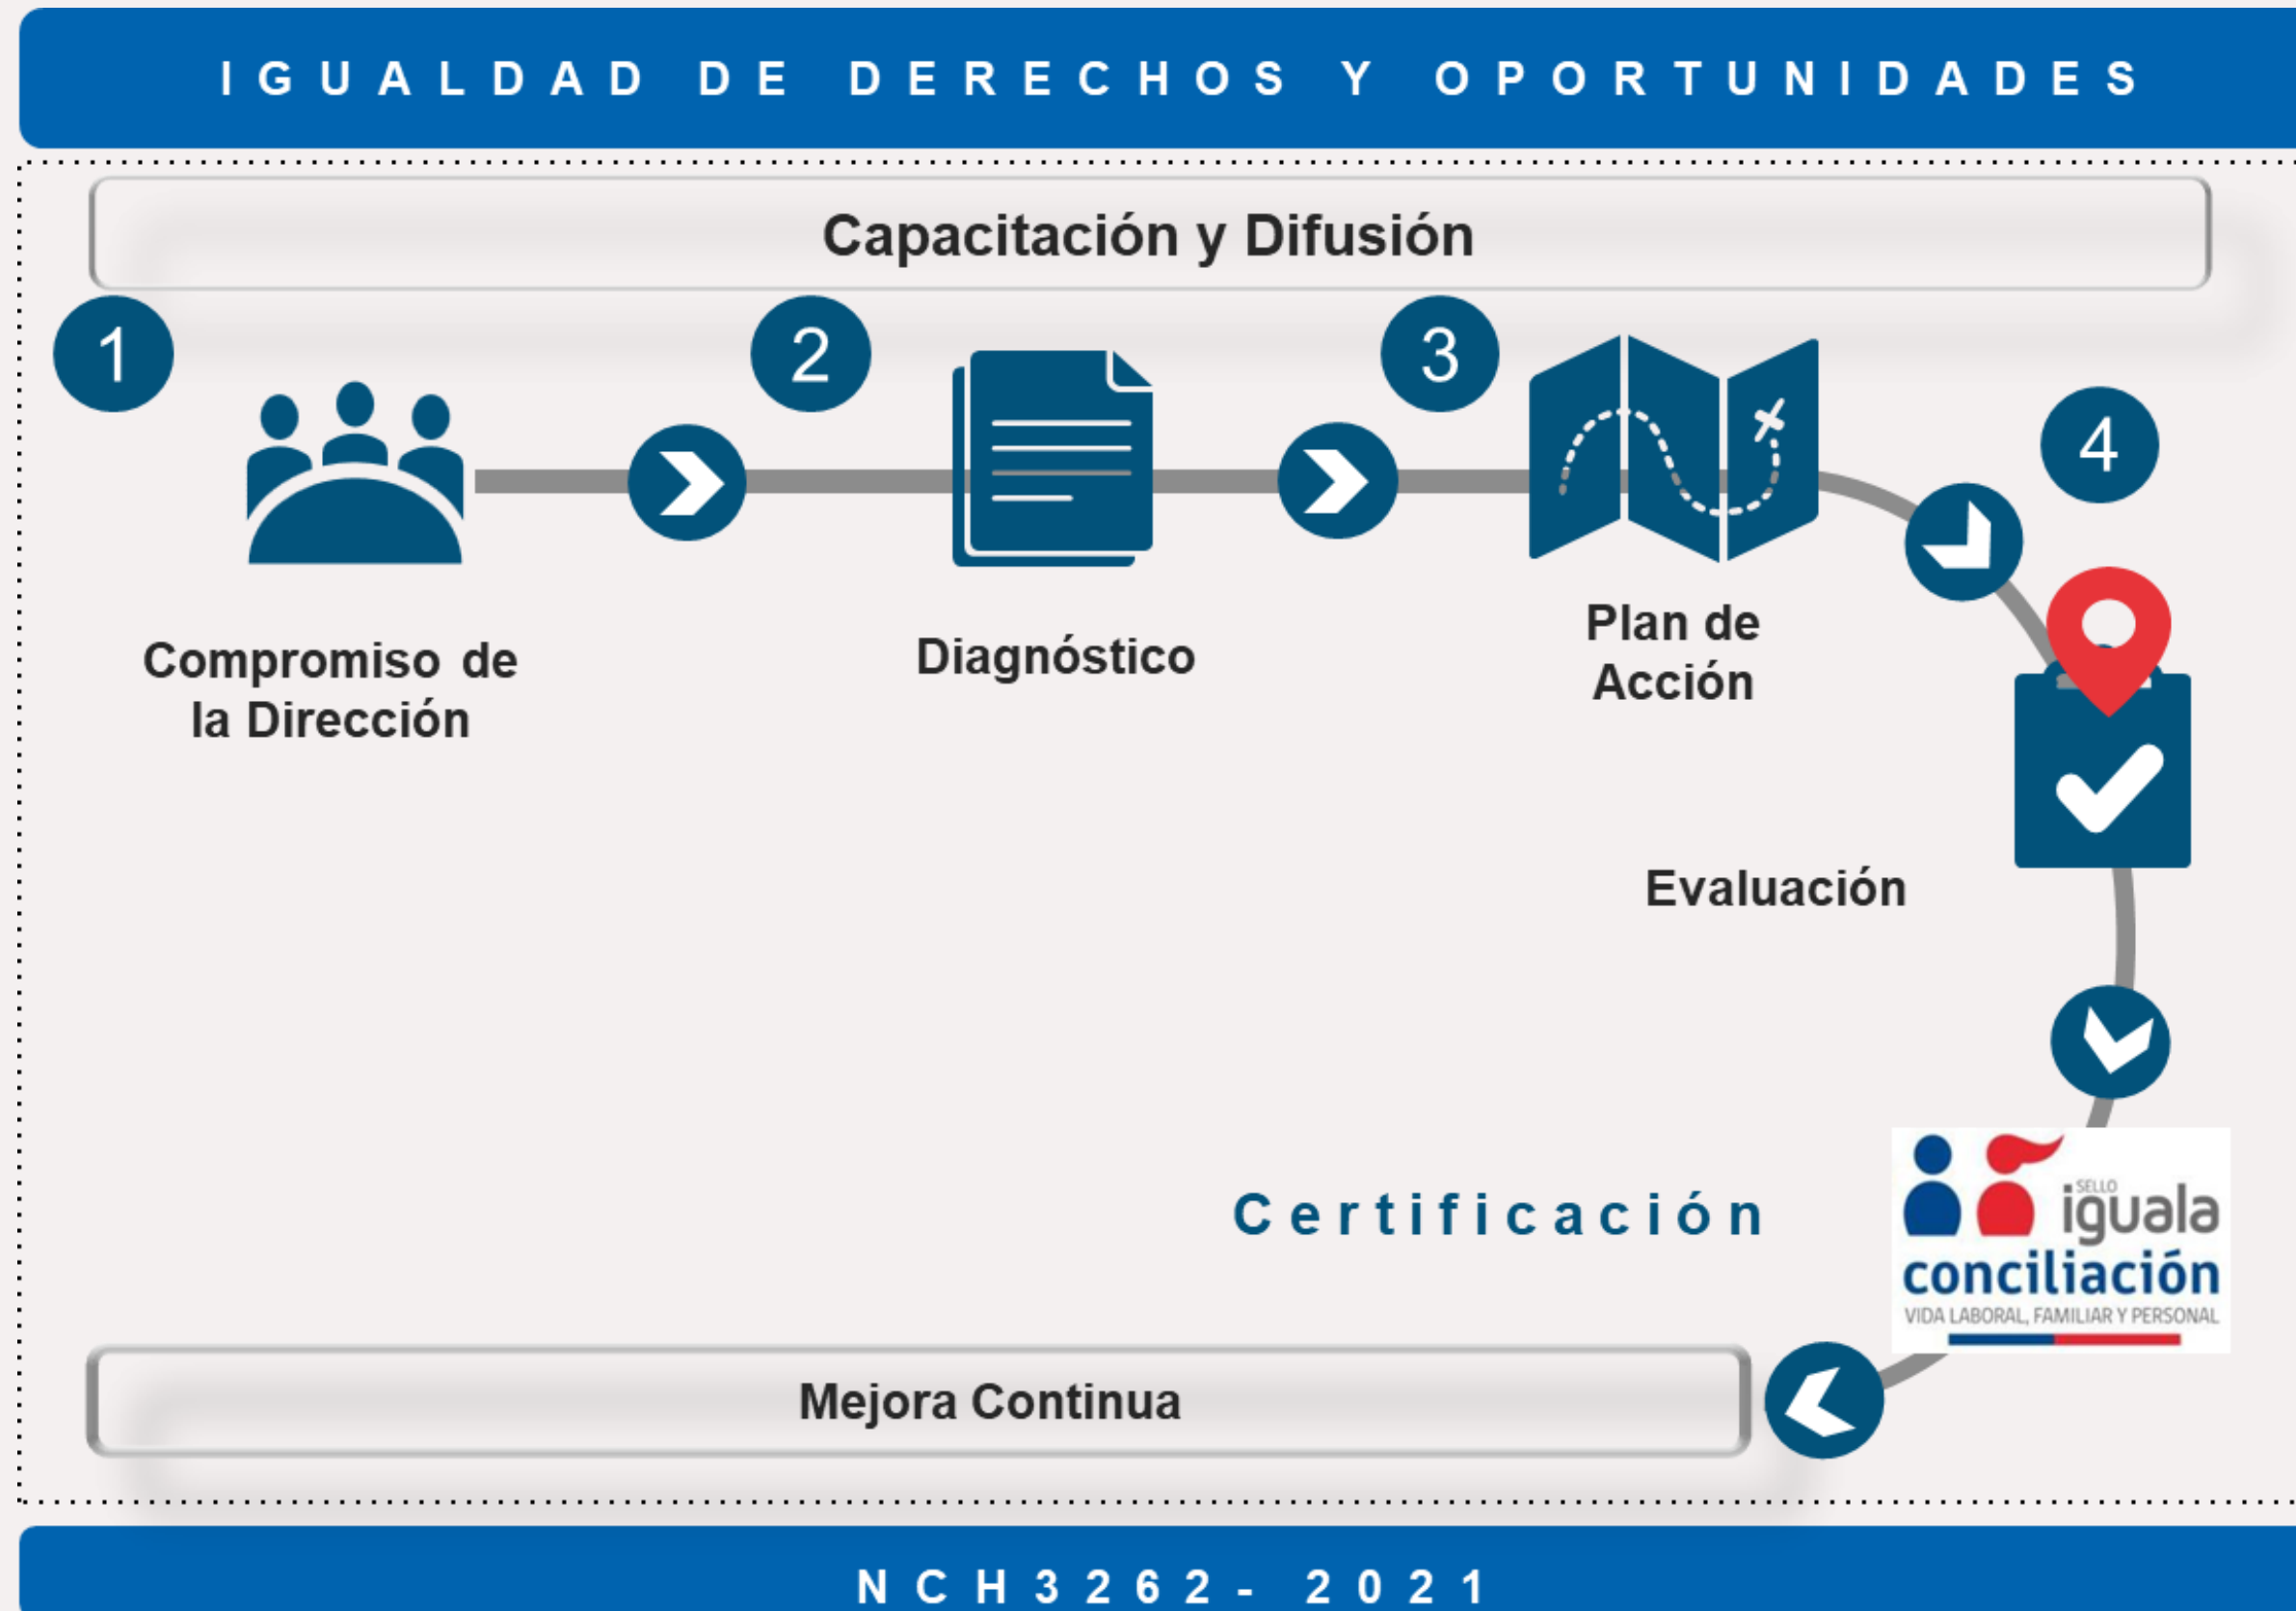 IGUALDAD DE DERECHOS Y OPORTUNIDADES
Capacitación y Difusión
1
2
3
4
Compromiso de
la Dirección
Diagnóstico
Plan de
Acción
Evaluación
Certificación
SELLO
iguala
conciliación
VIDA LABORAL, FAMILIAR Y PERSONAL
Mejora Continua
NCH3262- 2021